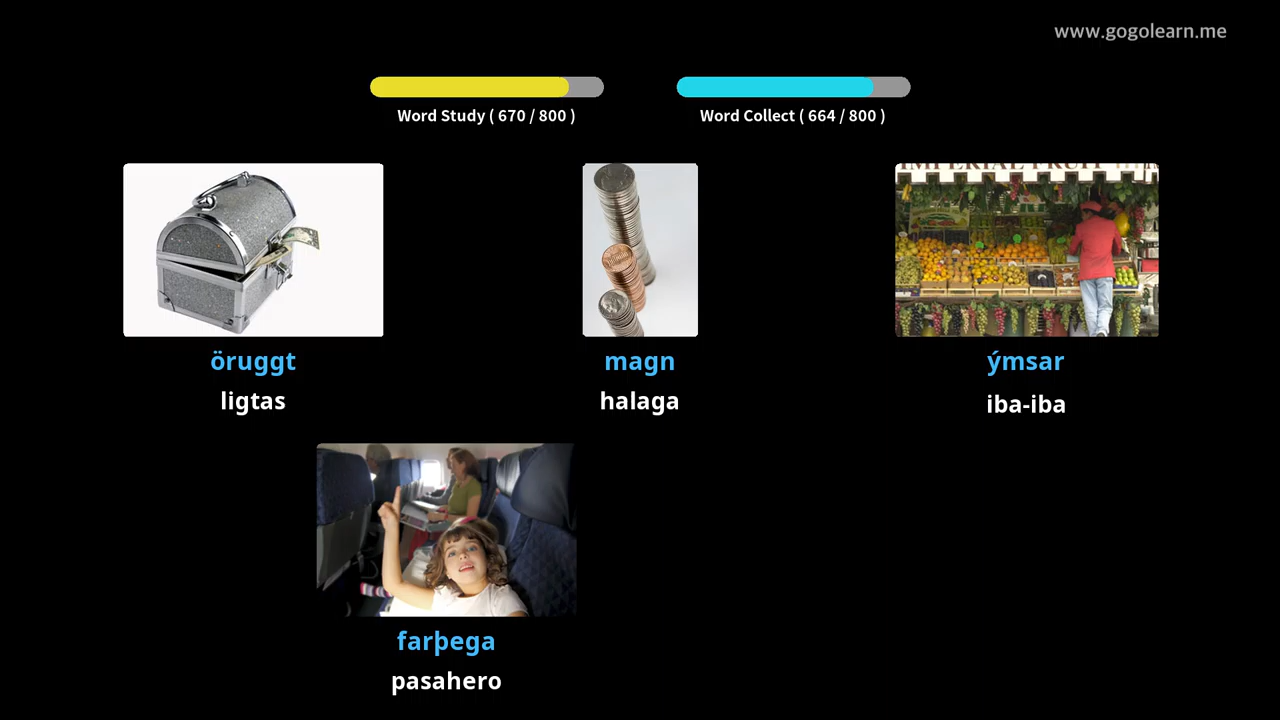 www.gogolearn.me
Word Study ( 670 / 800 )
Word Collect ( 664 / 800 )
öruggt
ligtas
magn
halaga
ýmsar
iba-iba
farþega
pasahero